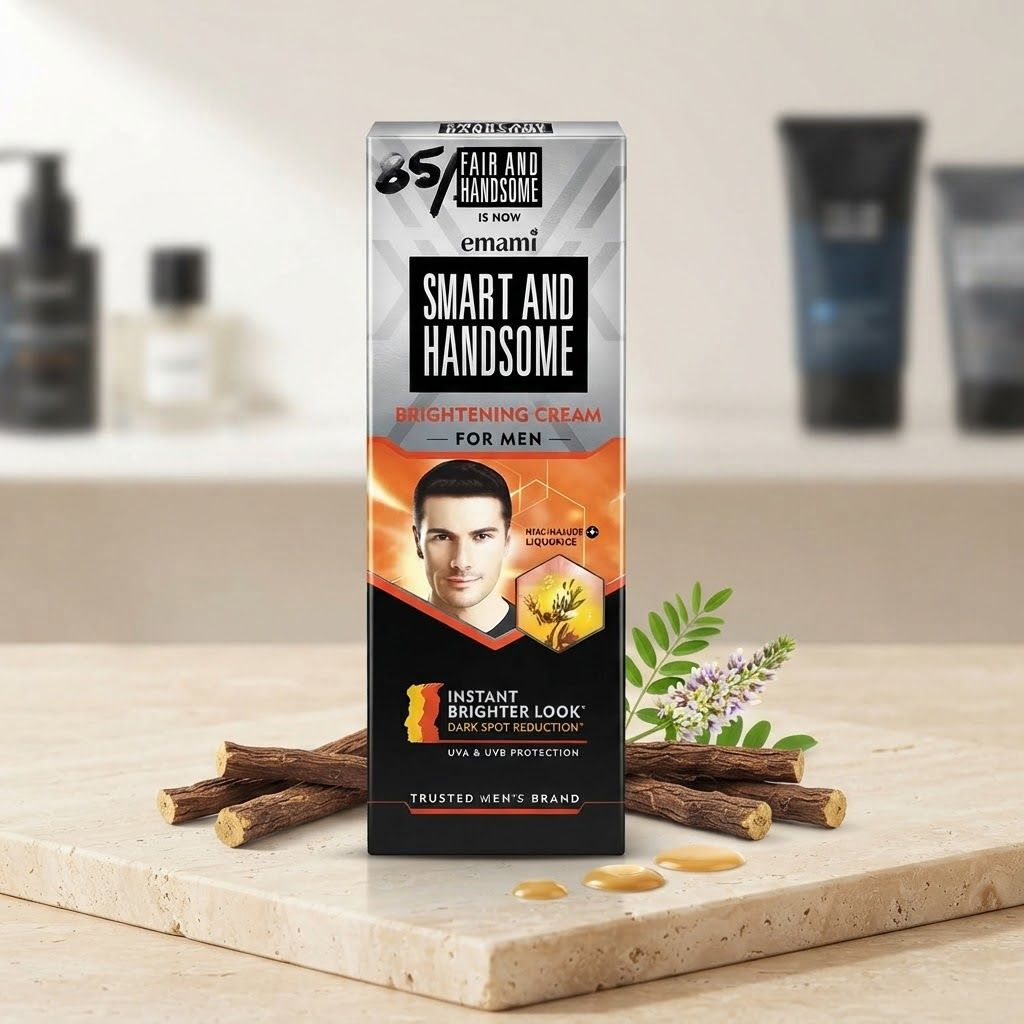 85/
FAIR AND
HANDSOME
IS NOW
emami
SMART AND
HANDSOME
BRIGHTENING CREAM
FOR MEN
INSTANT
BRIGHTER LOOK
DARK SPOT REDUCTION
UVA & UVB PROTECTION
TRUSTED MEN'S BRAND